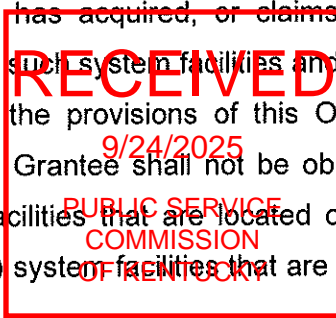 has acquired, or claims
such system facilities and
the provisions of this O
Grantee shall not be ob
acilities that are located o
system facilities that are
RECEIVED
9/24/2025
PUBLIC SERVICE
COMMISSION
OF KENTUCKY